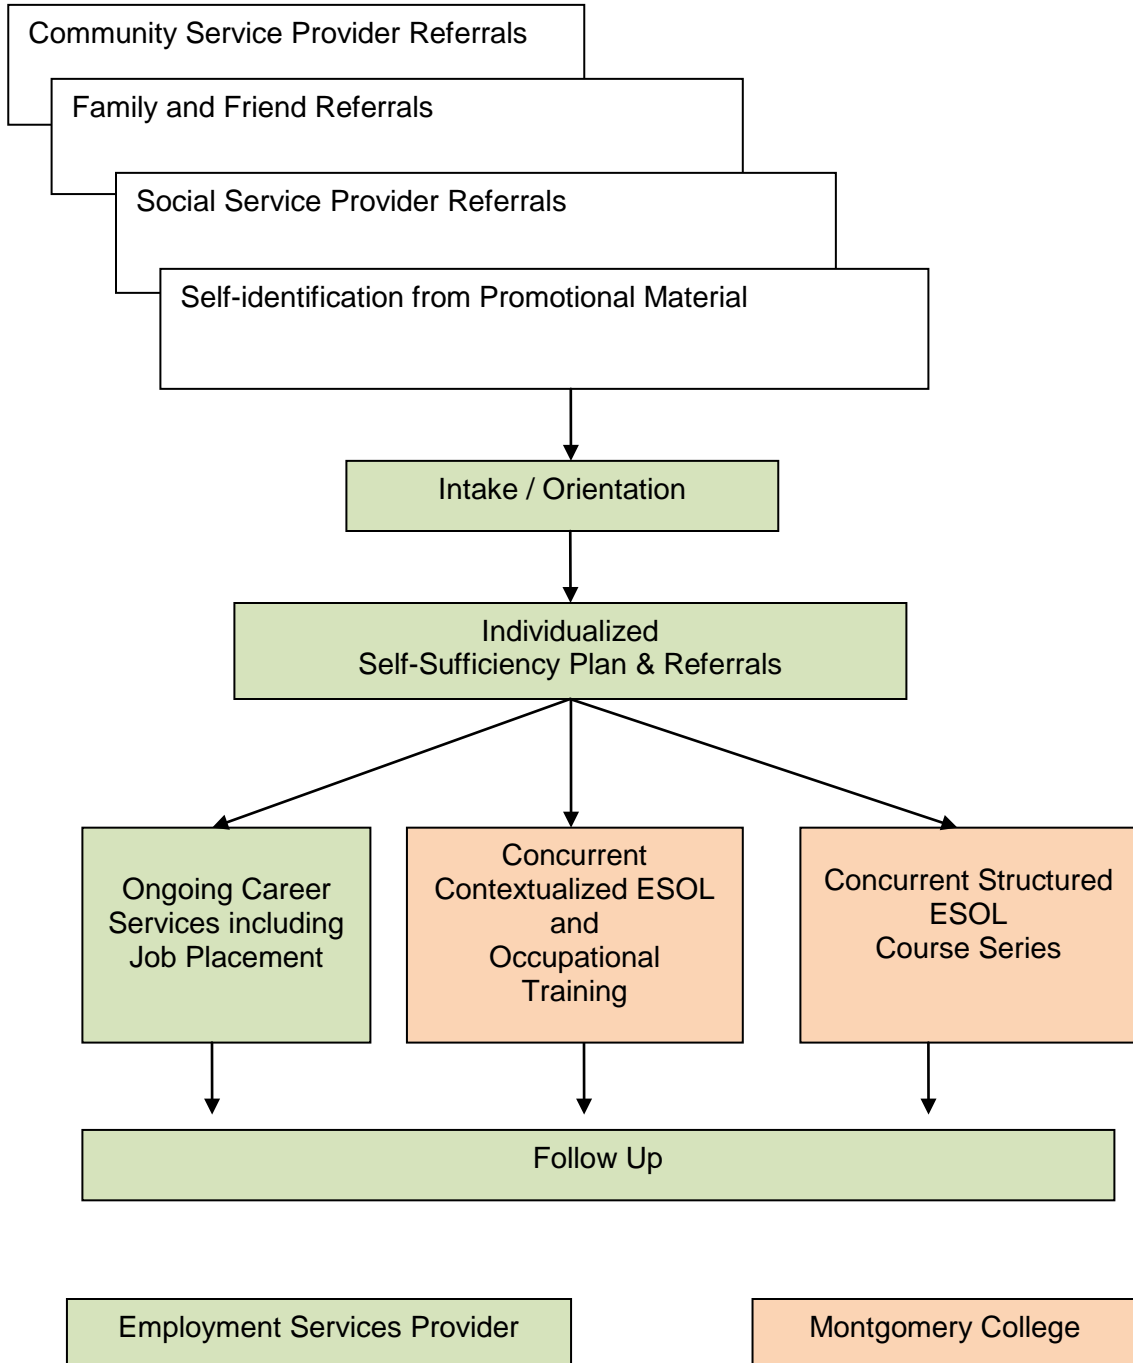 Community Service Provider Referrals
Family and Friend Referrals
Social Service Provider Referrals
Self-identification from Promotional Material
Intake / Orientation
Individualized
Self-Sufficiency Plan & Referrals
Ongoing Career
Services including
Job Placement
Concurrent
Contextualized ESOL
and
Occupational
Training
Concurrent Structured
ESOL
Course Series
Follow Up
Employment Services Provider
Montgomery College